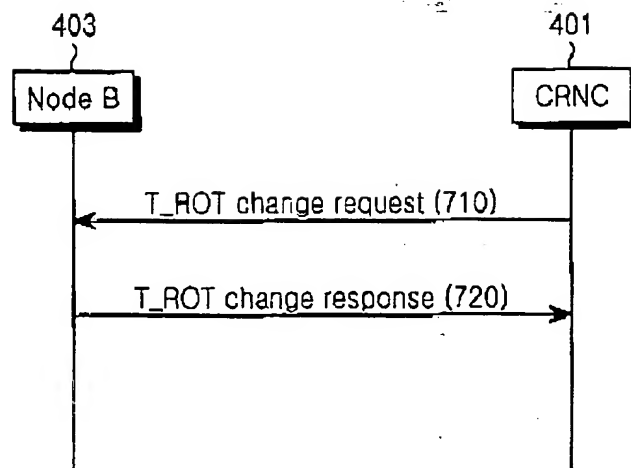 403
401
Node B
CRNC
T_ROT change request (710)
T_ROT change response (720)